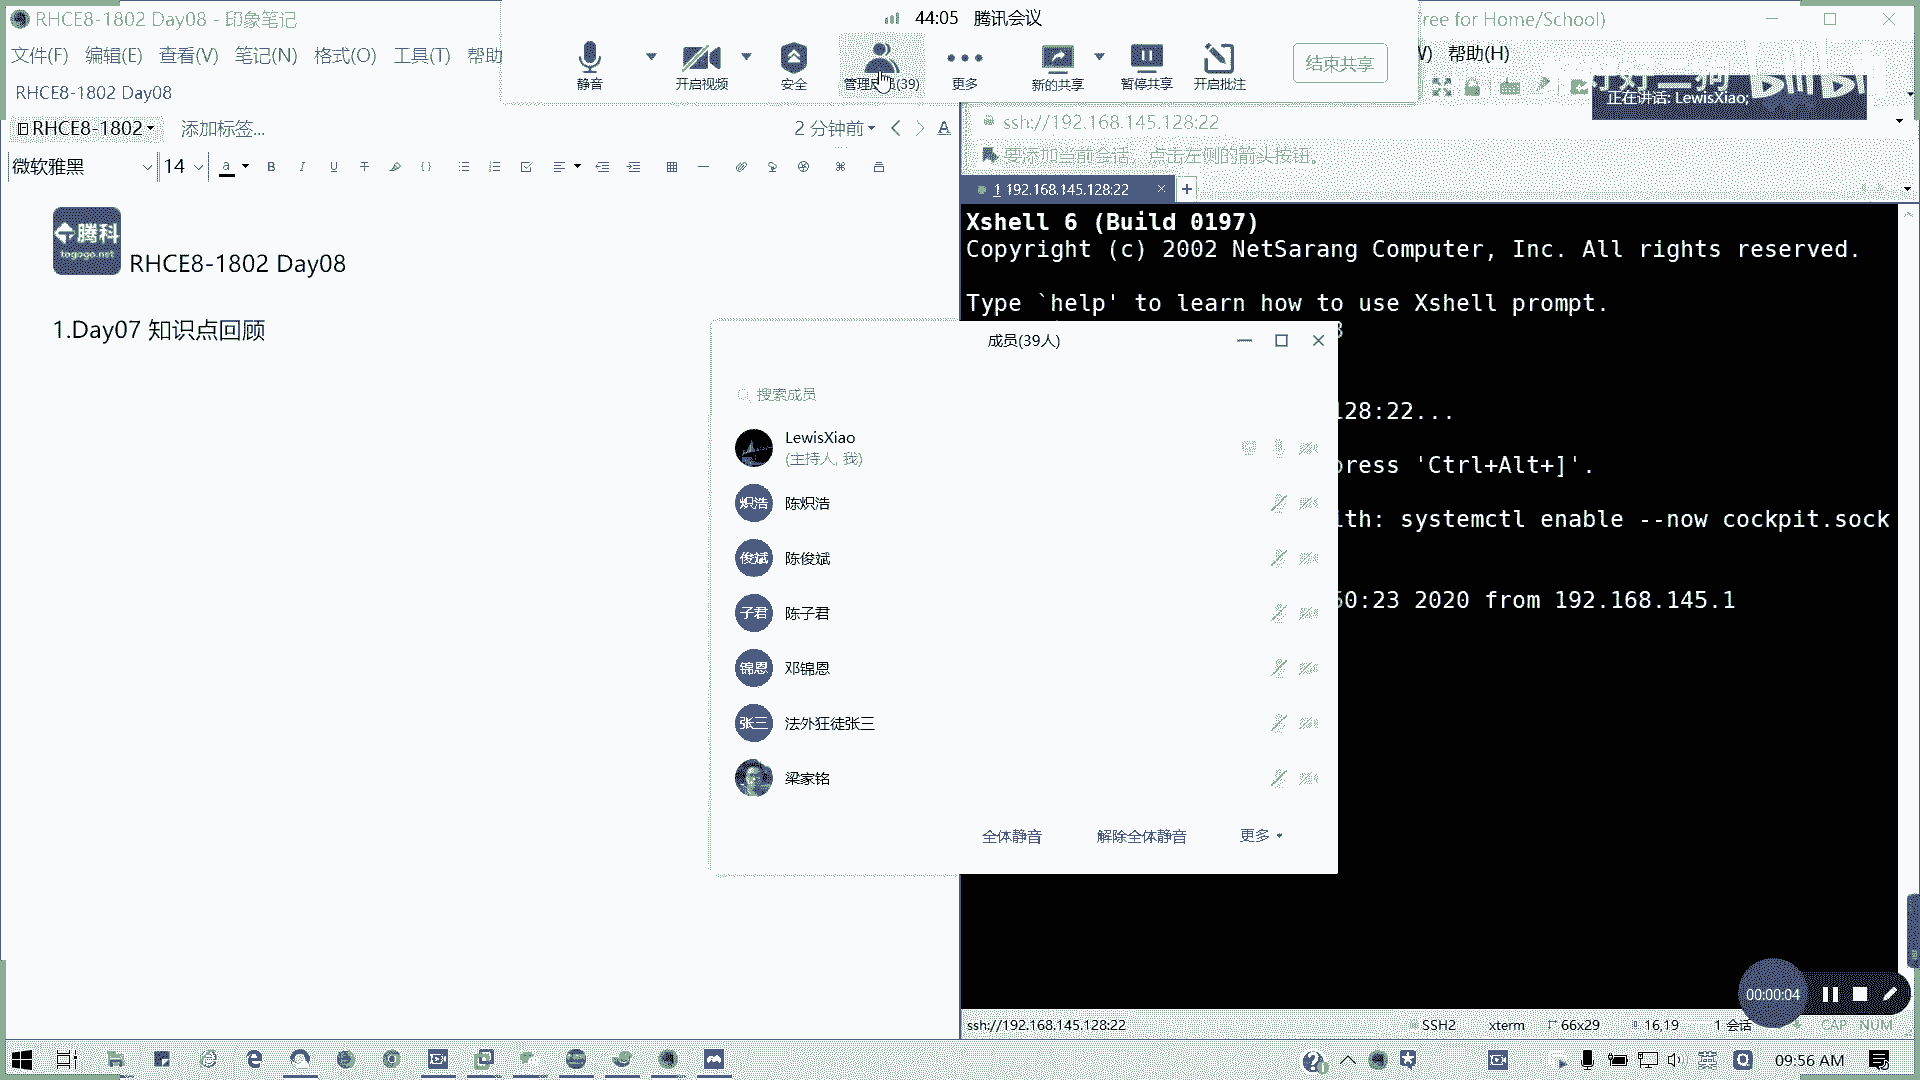 RHCE8-1802 Day08 - 印象笔记
文件(F) 编辑(E) 查看(V) 笔记(N) 格式(O) 工具(T) 帮助
RHCE8-1802 Day08
RHCE8-1802 添加标签... 2 分钟前
微软雅黑 14
腾科
togogo.net
RHCE8-1802 Day08
1.Day07 知识点回顾
44:05 腾讯会议
静音 开启视频 安全 管理成员(39) 更多 新的共享 暂停共享 开启批注 结束共享
ree for Home/School)
帮助(H)
正在讲话: LewisXiao;
ssh://192.168.145.128:22
要添加当前会话，点击左侧的箭头按钮。
1 192.168.145.128:22
Xshell 6 (Build 0197)
Copyright (c) 2002 NetSarang Computer, Inc. All rights reserved.
Type `help' to learn how to use Xshell prompt.
128:22...
press 'Ctrl+Alt+]'.
ith: systemctl enable --now cockpit.sock
50:23 2020 from 192.168.145.1
成员(39人)
搜索成员
LewisXiao
(主持人, 我)
炽浩 陈炽浩
俊斌 陈俊斌
子君 陈子君
锦恩 邓锦恩
张三 法外狂徒张三
梁家铭
全体静音 解除全体静音 更多
00:00:04
ssh://192.168.145.128:22 SSH2 xterm 66x29 16,19 1 会话 CAP NUM
英 09:56 AM